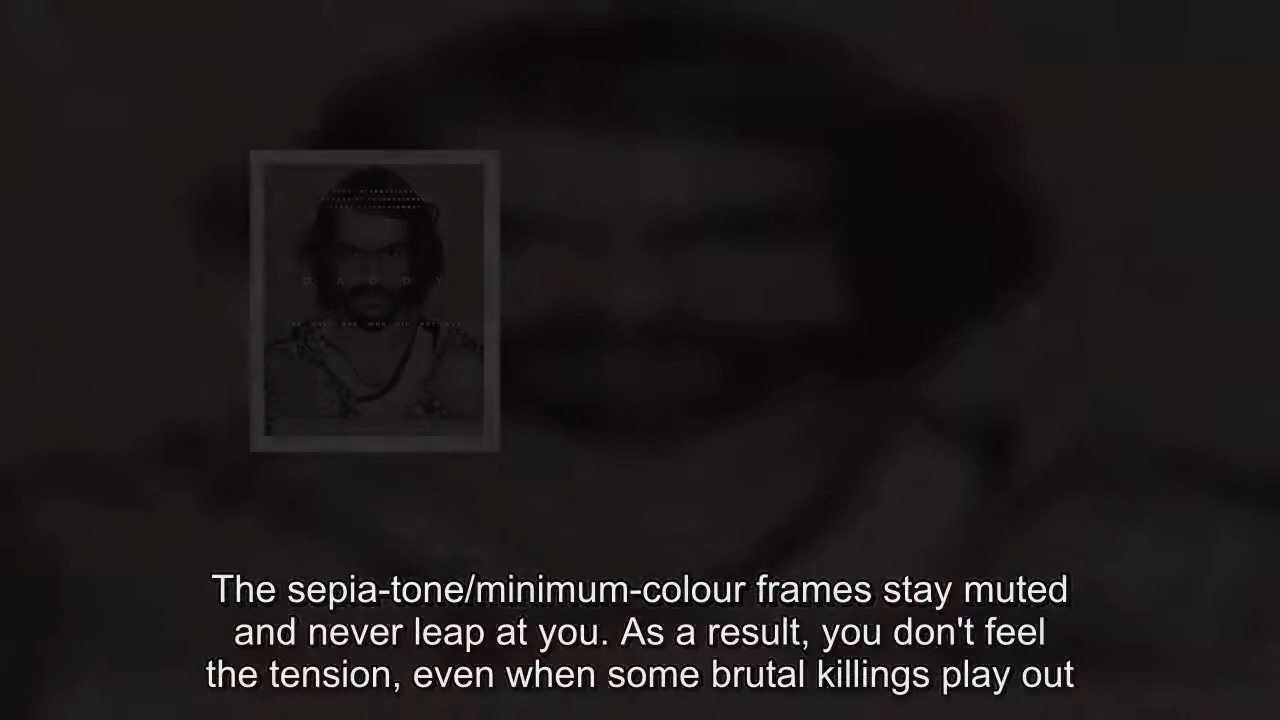 D A D D Y
The sepia-tone/minimum-colour frames stay muted
and never leap at you. As a result, you don't feel
the tension, even when some brutal killings play out